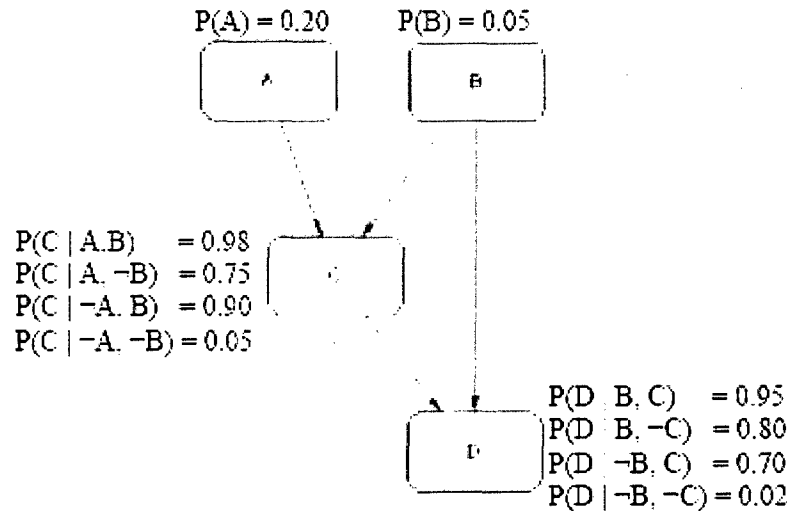 P(A) = 0.20
P(B) = 0.05
A
B
P(C | A.B) = 0.98
P(C | A, ¬B) = 0.75
P(C | ¬A, B) = 0.90
P(C | ¬A, ¬B) = 0.05
C
D
P(D B, C) = 0.95
P(D B, ¬C) = 0.80
P(D ¬B, C) = 0.70
P(D | ¬B, ¬C) = 0.02